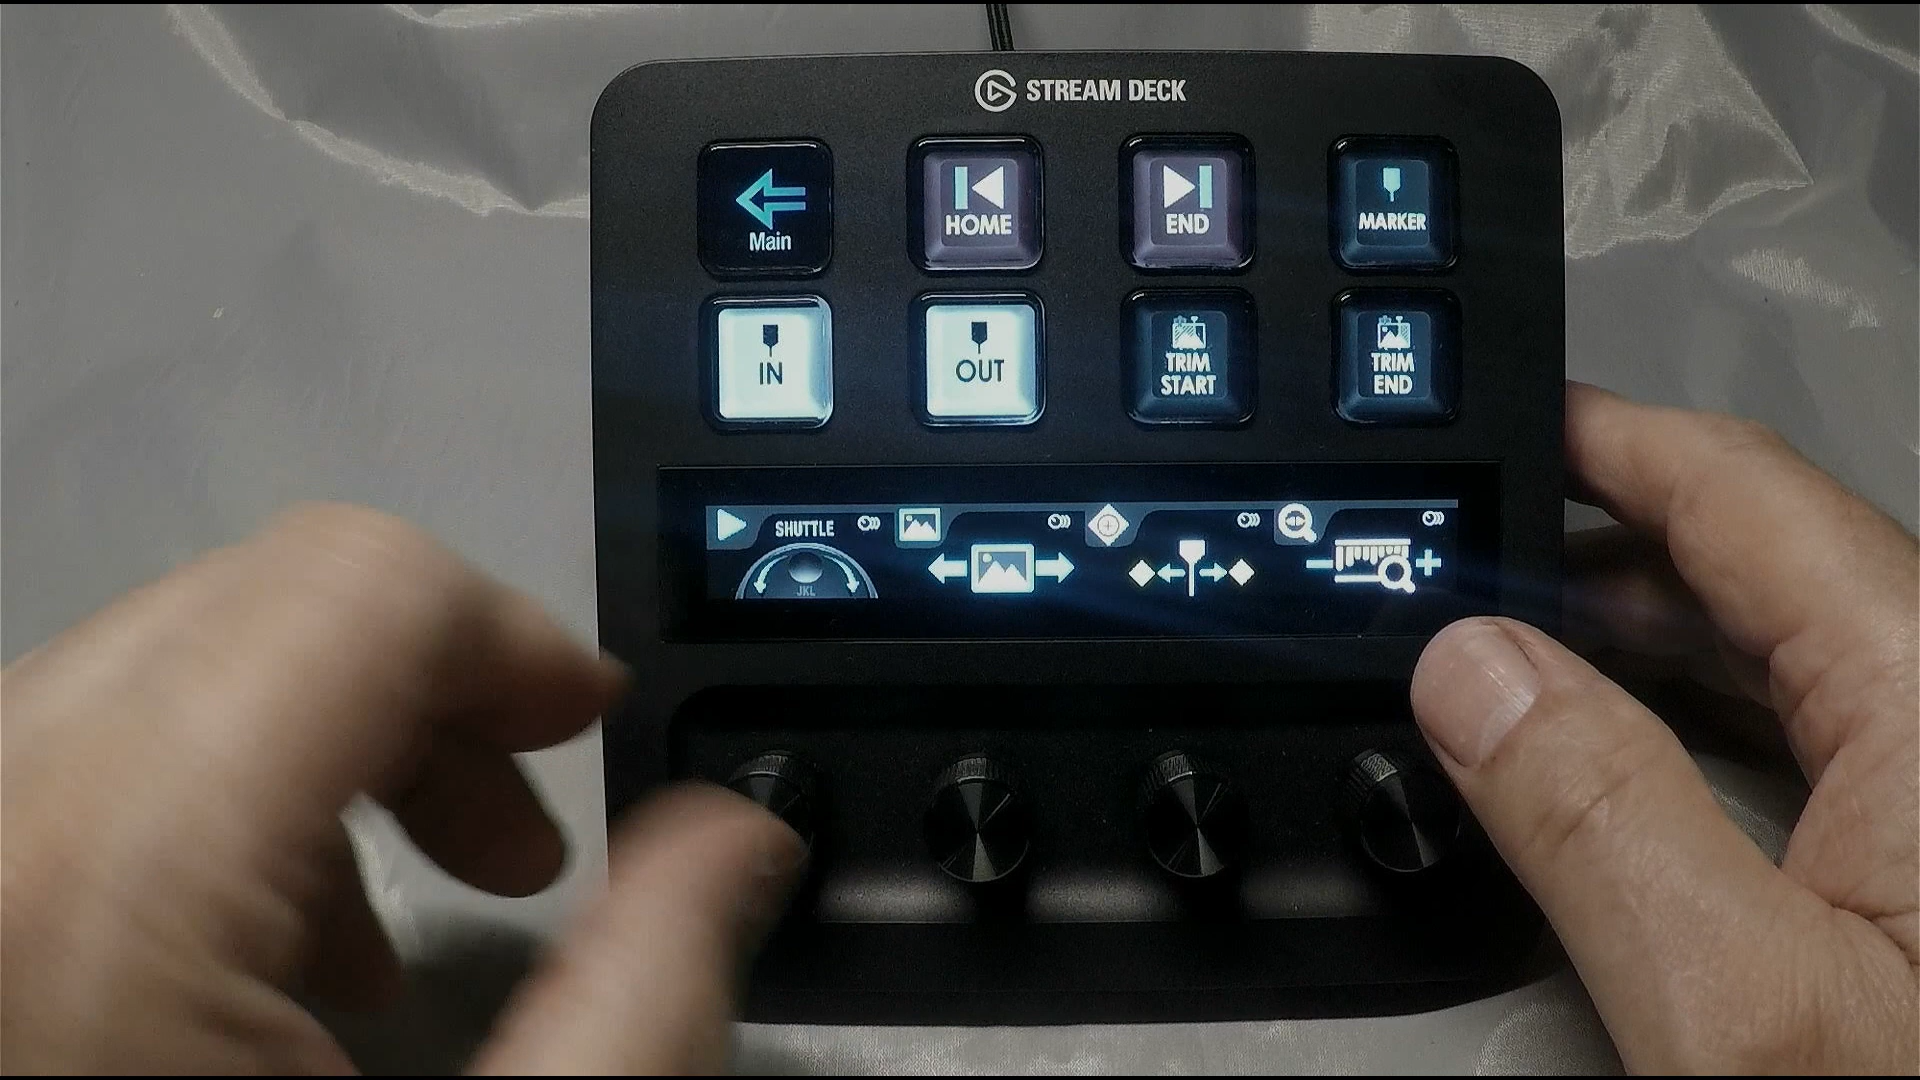 STREAM DECK
Main
HOME
END
MARKER
IN
OUT
TRIM
START
TRIM
END
SHUTTLE
JKL